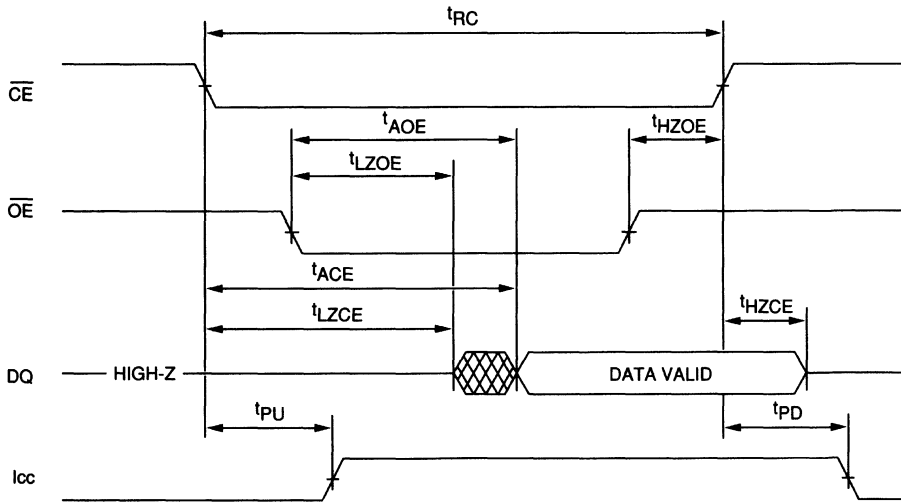 tRC
CE
tAOE
tHZOE
tLZOE
OE
tACE
tLZCE
tHZCE
DQ HIGH-Z DATA VALID
tPU
tPD
Icc